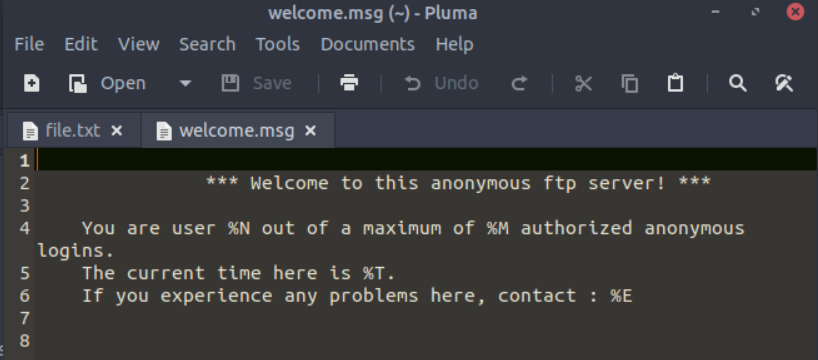 welcome.msg (~) - Pluma
File Edit View Search Tools Documents Help
Open Save Undo
file.txt × welcome.msg ×
1
2 *** Welcome to this anonymous ftp server! ***
3
4 You are user %N out of a maximum of %M authorized anonymous
logins.
5 The current time here is %T.
6 If you experience any problems here, contact : %E
7
8